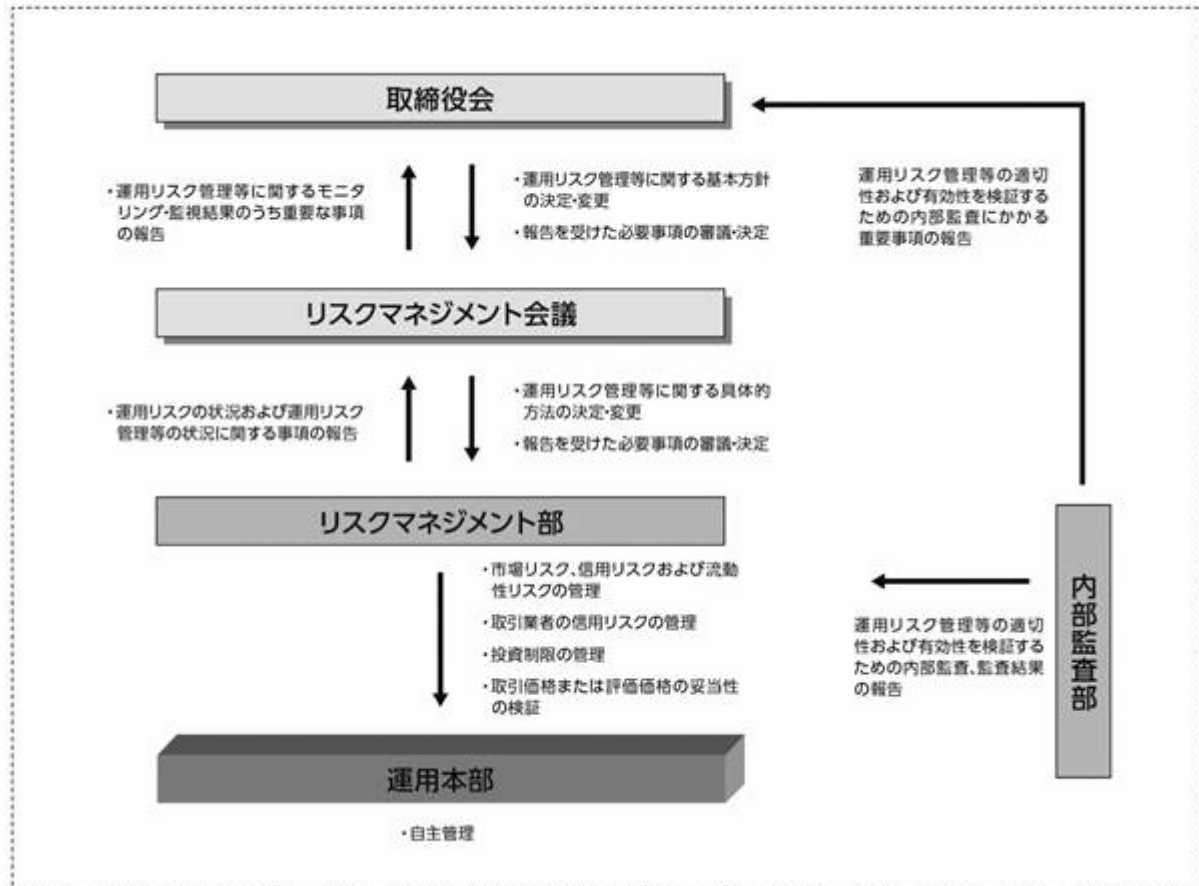 取締役会
・運用リスク管理等に関するモニタ
リング・監視結果のうち重要な事項
の報告
・運用リスク管理等に関する基本方針
の決定・変更
・報告を受けた必要事項の審議・決定
運用リスク管理等の適切
性および有効性を検証する
ための内部監査にかかる
重要事項の報告
リスクマネジメント会議
・運用リスクの状況および運用リスク
管理等の状況に関する事項の報告
・運用リスク管理等に関する具体的
方法の決定・変更
・報告を受けた必要事項の審議・決定
リスクマネジメント部
・市場リスク、信用リスクおよび流動
性リスクの管理
・取引業者の信用リスクの管理
・投資制限の管理
・取引価格または評価価格の妥当性
の検証
運用リスク管理等の適切
性および有効性を検証する
ための内部監査、監査結果
の報告
内部監査部
運用本部
・自主管理